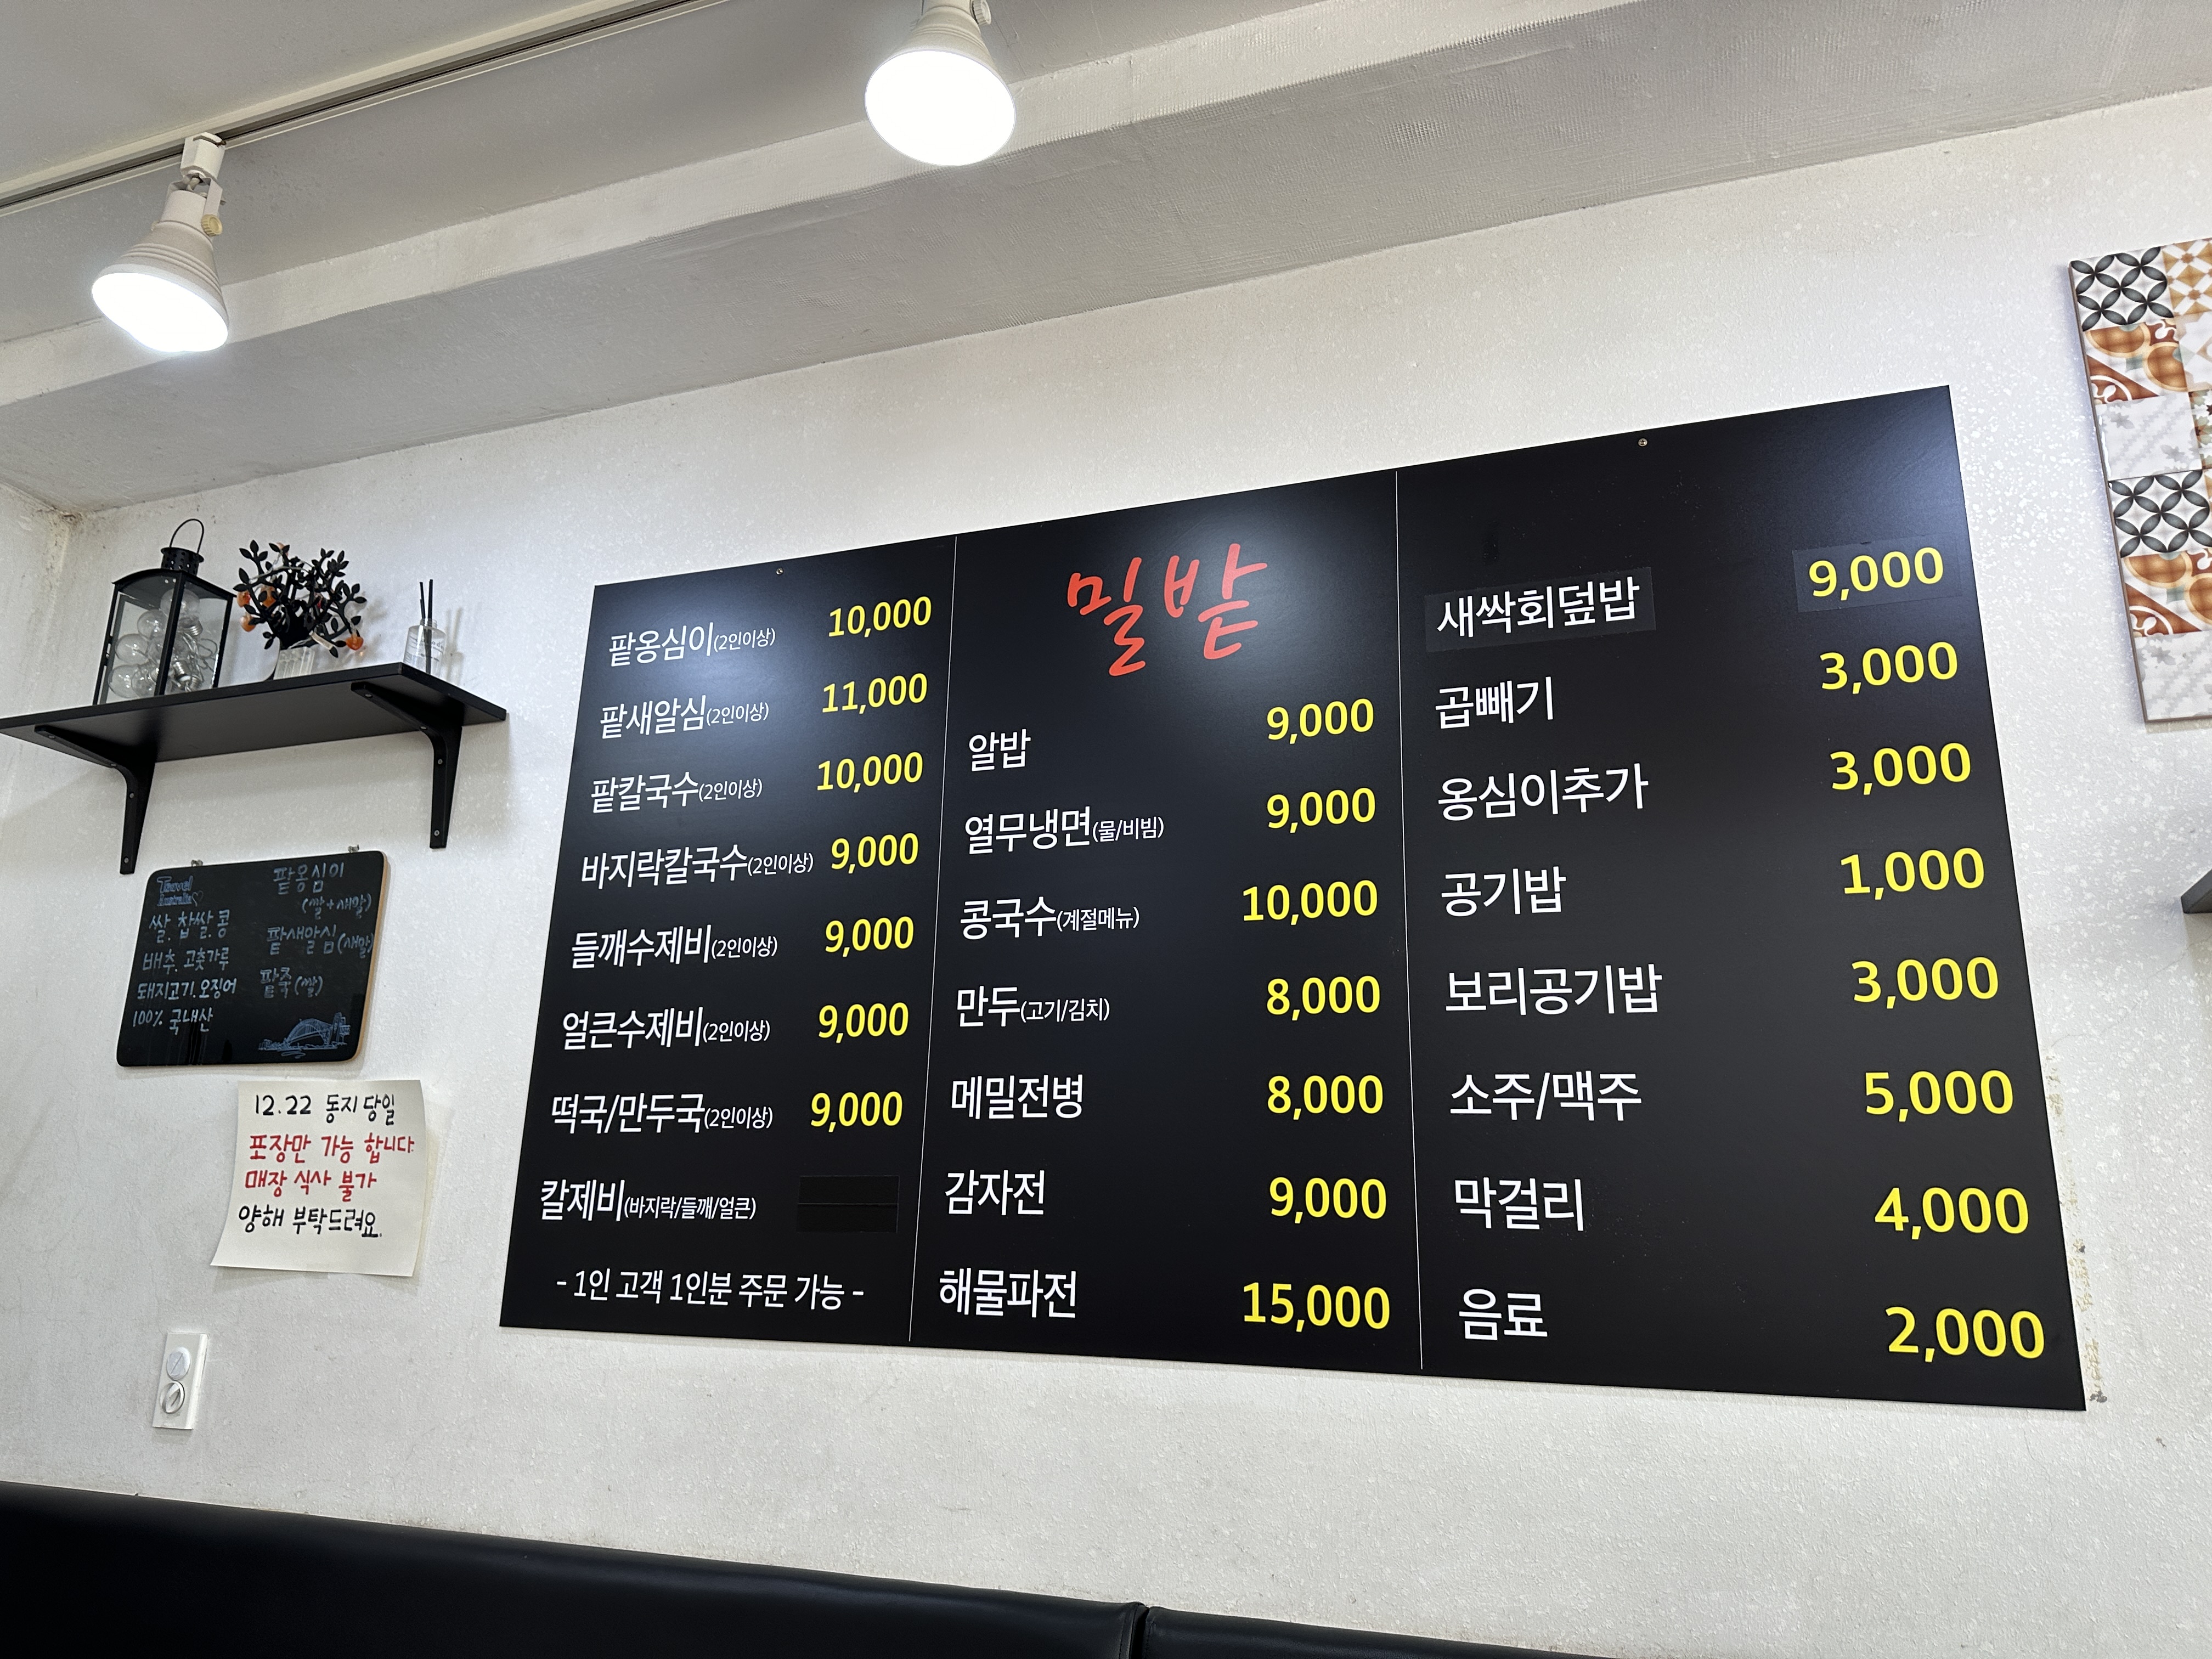 팥옹심이
(쌀+새알)
팥새알심(새알)
팥죽(쌀)
쌀, 찹쌀, 콩
배추, 고춧가루
돼지고기, 오징어
100% 국내산
12.22 동지 당일
포장만 가능 합니다
매장 식사 불가
양해 부탁드려요.
팥옹심이(2인이상) 10,000
팥새알심(2인이상) 11,000
팥칼국수(2인이상) 10,000
바지락칼국수(2인이상) 9,000
들깨수제비(2인이상) 9,000
얼큰수제비(2인이상) 9,000
떡국/만두국(2인이상) 9,000
칼제비(바지락/들깨/얼큰)
- 1인 고객 1인분 주문 가능 -
밀밭
알밥 9,000
열무냉면(물/비빔) 9,000
콩국수(계절메뉴) 10,000
만두(고기/김치) 8,000
메밀전병 8,000
감자전 9,000
해물파전 15,000
새싹회덮밥 9,000
곱빼기 3,000
옹심이추가 3,000
공기밥 1,000
보리공기밥 3,000
소주/맥주 5,000
막걸리 4,000
음료 2,000